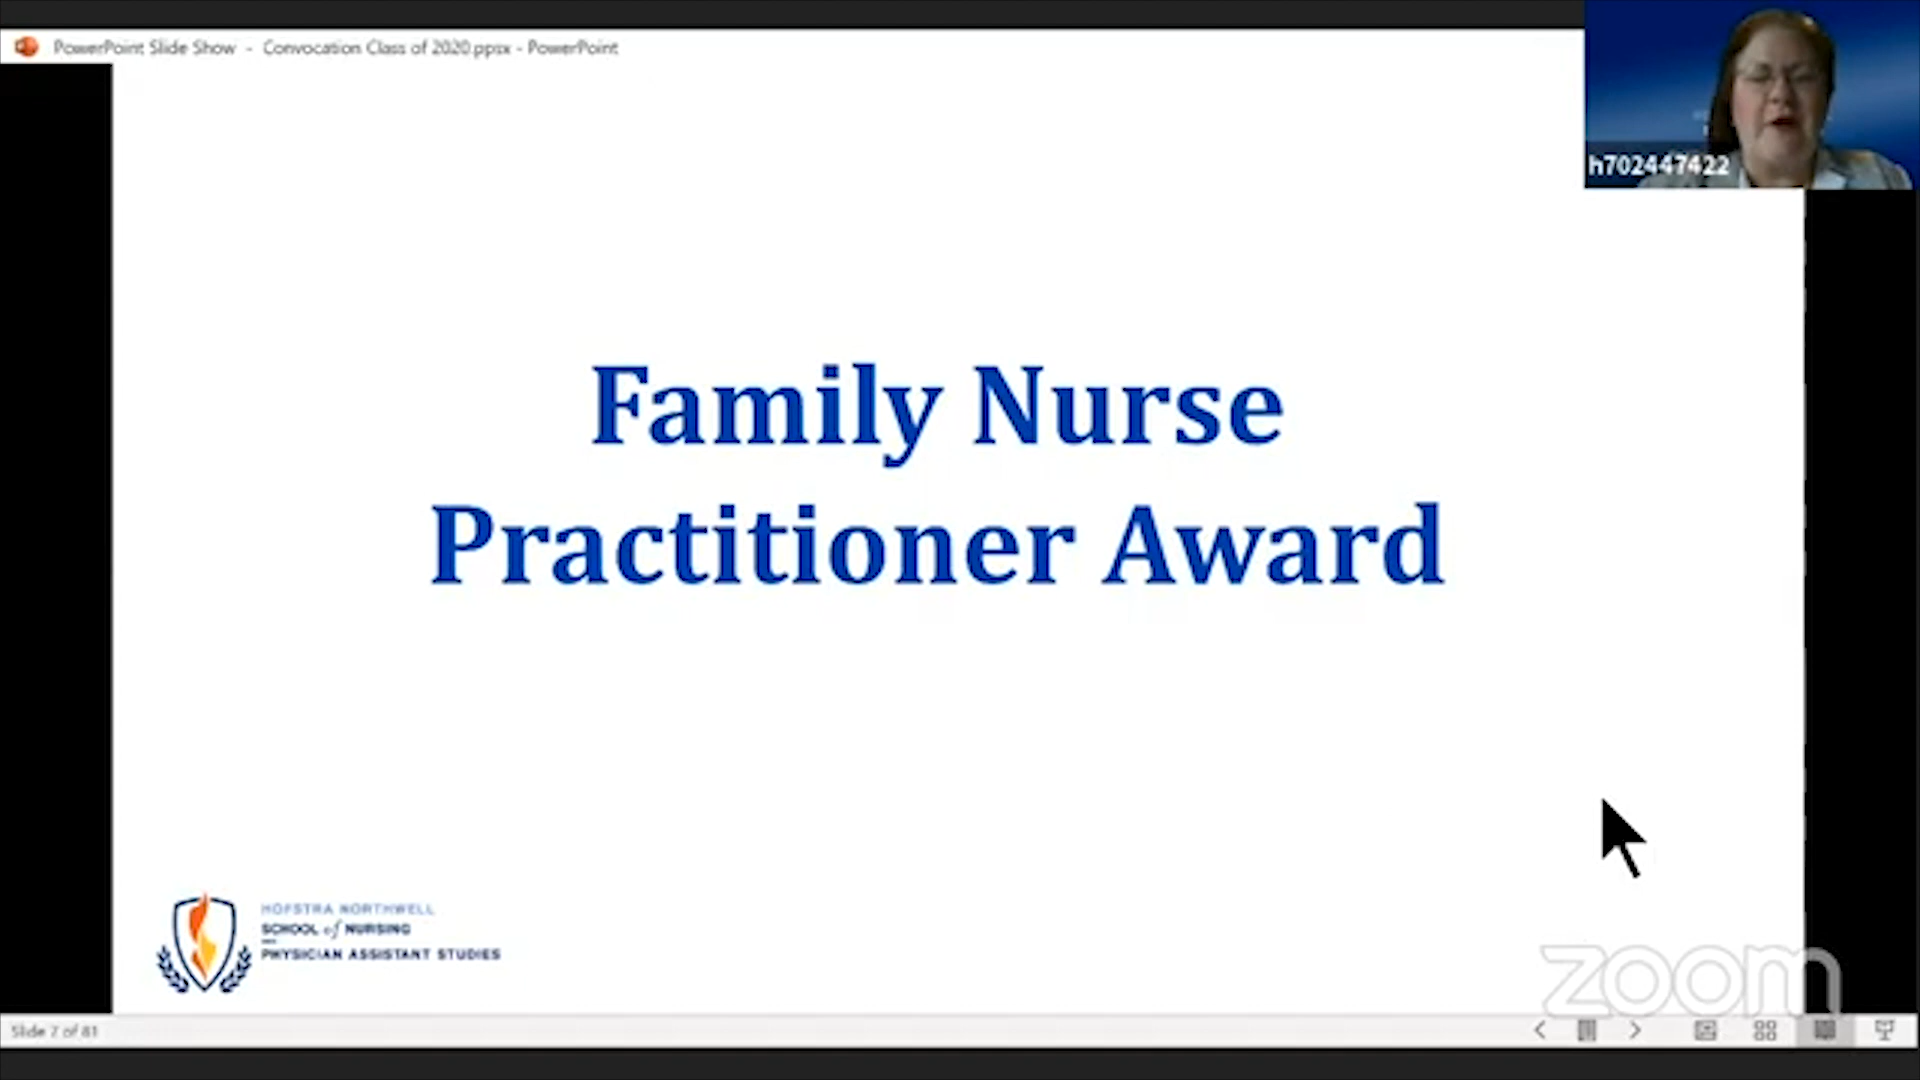 PowerPoint Slide Show - Convocation Class of 2020.ppsx - PowerPoint
h702447422
Family Nurse
Practitioner Award
HOFSTRA NORTHWELL
SCHOOL of NURSING
AND
PHYSICIAN ASSISTANT STUDIES
zoom
Slide 7 of 81